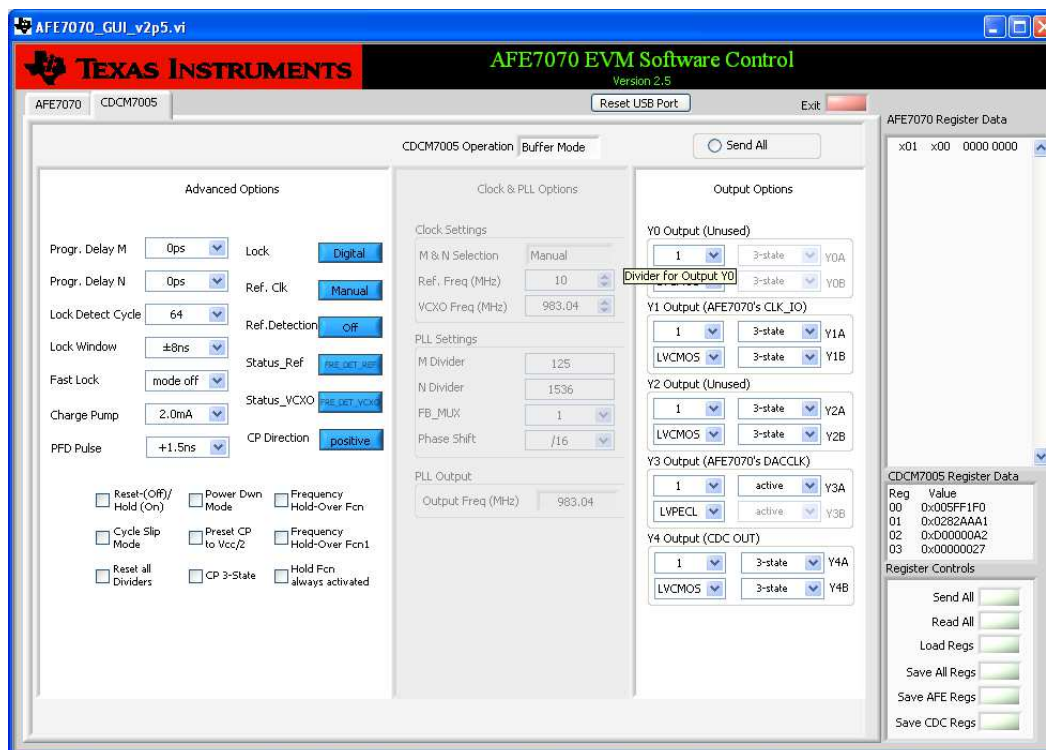 AFE7070_GUI_v2p5.vi
TEXAS INSTRUMENTS
AFE7070 EVM Software Control
Version 2.5
AFE7070
CDCM7005
Reset USB Port
Exit
CDCM7005 Operation Buffer Mode
Send All
Advanced Options
Progr. Delay M 0ps
Progr. Delay N 0ps
Lock Detect Cycle 64
Lock Window ±8ns
Fast Lock mode off
Charge Pump 2.0mA
PFD Pulse +1.5ns
Lock Digital
Ref. Clk Manual
Ref.Detection Off
Status_Ref PRE_DET_REF
Status_VCXO PRE_DET_VCXO
CP Direction positive
Reset-(Off)/
Hold (On)
Power Dwn
Mode
Frequency
Hold-Over Fcn
Cycle Slip
Mode
Preset CP
to Vcc/2
Frequency
Hold-Over Fcn1
Reset all
Dividers
CP 3-State
Hold Fcn
always activated
Clock & PLL Options
Clock Settings
M & N Selection Manual
Ref. Freq (MHz) 10
VCXO Freq (MHz) 983.04
PLL Settings
M Divider 125
N Divider 1536
FB_MUX 1
Phase Shift /16
PLL Output
Output Freq (MHz) 983.04
Output Options
Y0 Output (Unused)
1 3-state Y0A
Divider for Output Y0
3-state Y0B
Y1 Output (AFE7070's CLK_IO)
1 3-state Y1A
LVCMOS 3-state Y1B
Y2 Output (Unused)
1 3-state Y2A
LVCMOS 3-state Y2B
Y3 Output (AFE7070's DACCLK)
1 active Y3A
LVPECL active Y3B
Y4 Output (CDC OUT)
1 3-state Y4A
LVCMOS 3-state Y4B
AFE7070 Register Data
x01 x00 0000 0000
CDCM7005 Register Data
Reg Value
00 0x005FF1F0
01 0x0282AAA1
02 0xD00000A2
03 0x00000027
Register Controls
Send All
Read All
Load Regs
Save All Regs
Save AFE Regs
Save CDC Regs